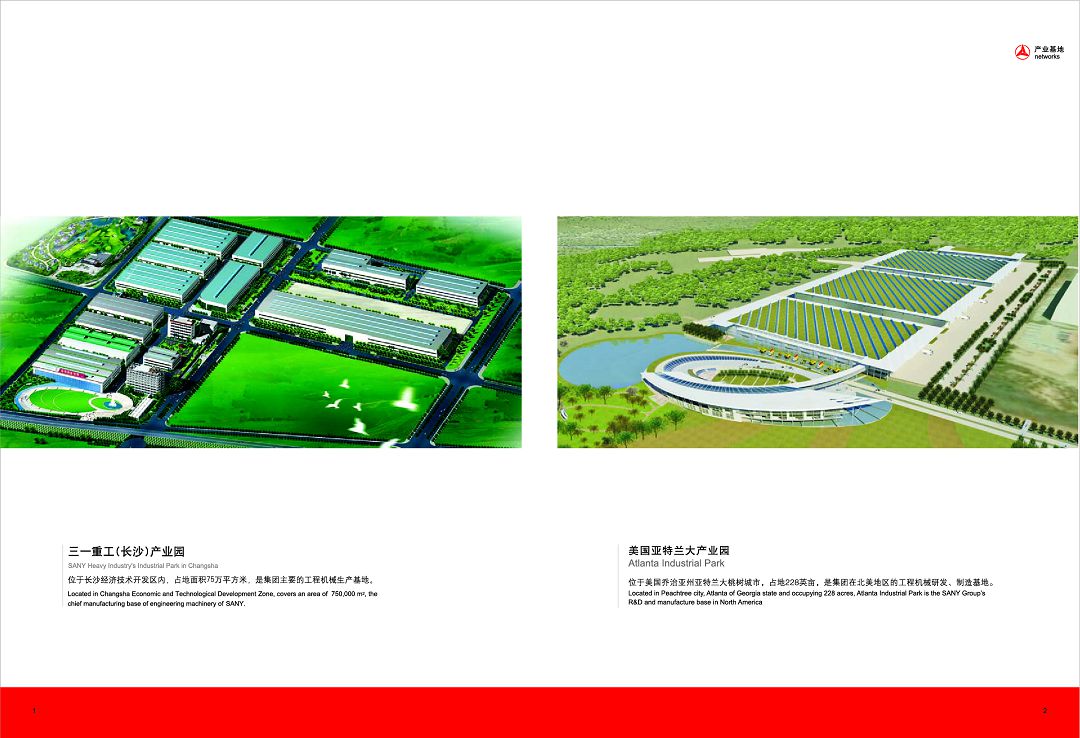 产业基地
networks
三一重工(长沙)产业园
SANY Heavy Industry's Industrial Park in Changsha
位于长沙经济技术开发区内，占地面积75万平方米，是集团主要的工程机械生产基地。
Located in Changsha Economic and Technological Development Zone, covers an area of 750,000 m², the
chief manufacturing base of engineering machinery of SANY.
美国亚特兰大产业园
Atlanta Industrial Park
位于美国乔治亚州亚特兰大桃树城市，占地228英亩，是集团在北美地区的工程机械研发、制造基地。
Located in Peachtree city, Atlanta of Georgia state and occupying 228 acres, Atlanta Industrial Park is the SANY Group's
R&D and manufacture base in North America
1
2